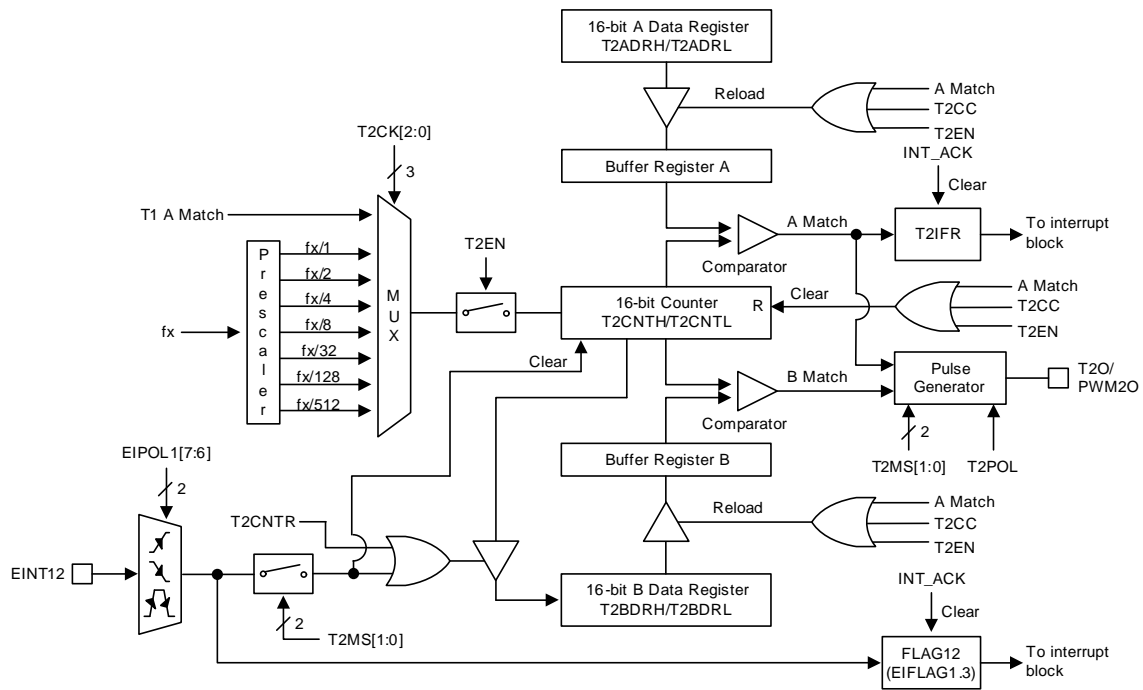 16-bit A Data Register
T2ADRH/T2ADRL
Reload
A Match
T2CC
T2EN
T2CK[2:0]
3
Buffer Register A
INT_ACK
Clear
T1 A Match
A Match
T2IFR
To interrupt
block
Comparator
T2EN
Prescaler
fx/1
fx/2
fx/4
fx/8
fx/32
fx/128
fx/512
fx
MUX
16-bit Counter
T2CNTH/T2CNTL
R
Clear
A Match
T2CC
T2EN
Clear
B Match
Pulse
Generator
T2O/
PWM2O
Comparator
2
T2MS[1:0]
T2POL
EIPOL1[7:6]
2
Buffer Register B
Reload
A Match
T2CC
T2EN
T2CNTR
EINT12
2
T2MS[1:0]
16-bit B Data Register
T2BDRH/T2BDRL
INT_ACK
Clear
FLAG12
(EIFLAG1.3)
To interrupt
block